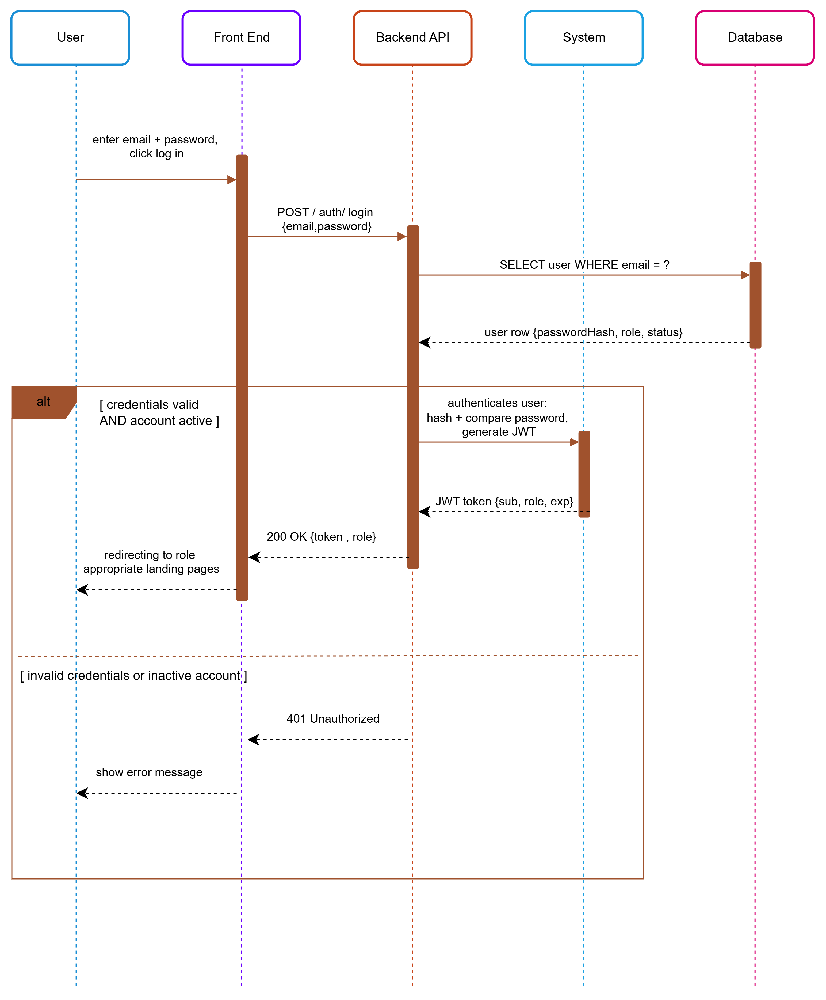 User
Front End
Backend API
System
Database
enter email + password,
click log in
POST / auth/ login
{email,password}
SELECT user WHERE email = ?
user row {passwordHash, role, status}
alt
[ credentials valid
AND account active ]
authenticates user:
hash + compare password,
generate JWT
JWT token {sub, role, exp}
200 OK {token , role}
redirecting to role
appropriate landing pages
[ invalid credentials or inactive account ]
401 Unauthorized
show error message